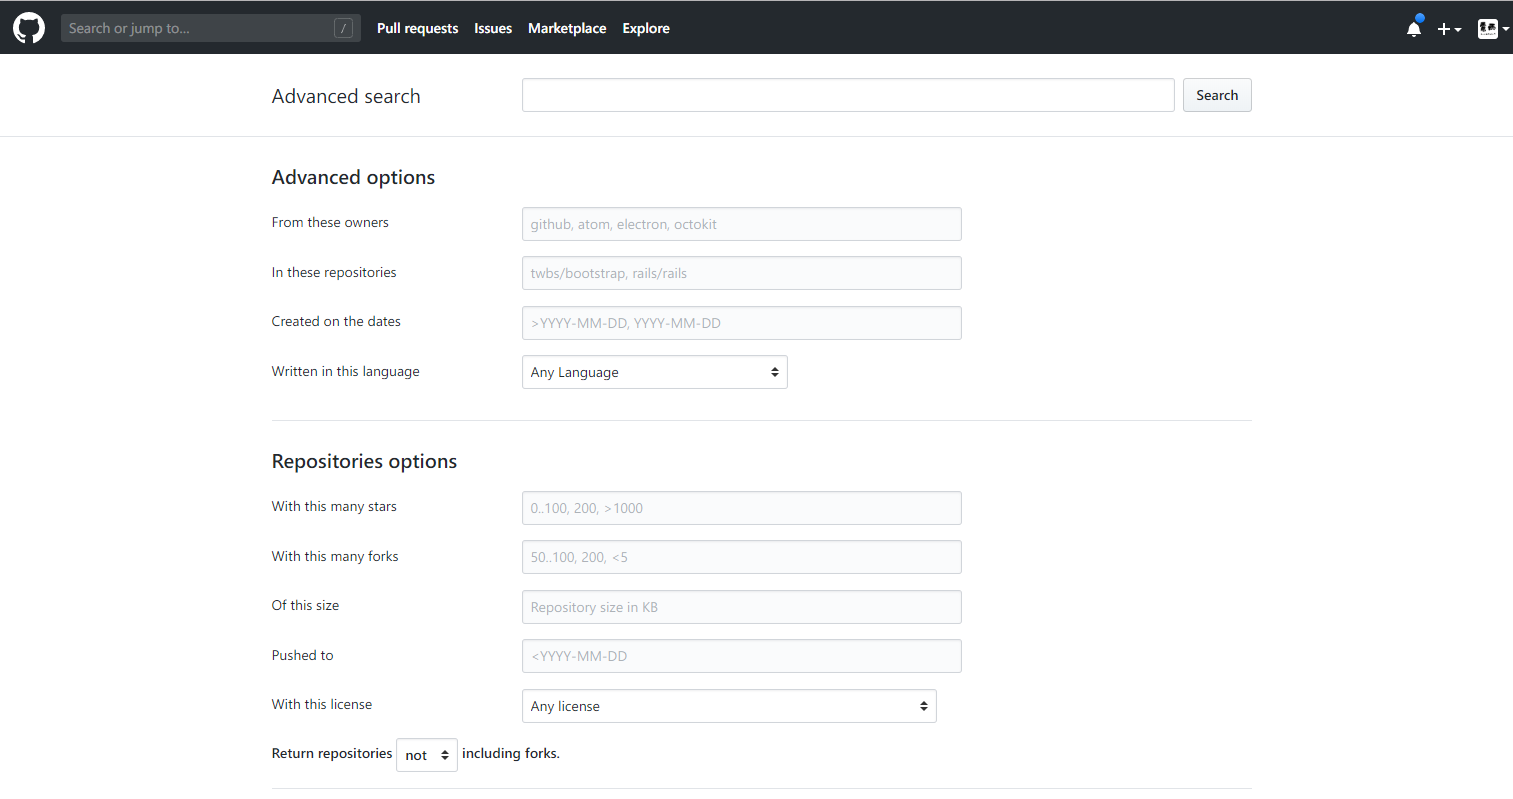 Search or jump to... / Pull requests Issues Marketplace Explore
Advanced search Search
Advanced options
From these owners github, atom, electron, octokit
In these repositories twbs/bootstrap, rails/rails
Created on the dates >YYYY-MM-DD, YYYY-MM-DD
Written in this language Any Language
Repositories options
With this many stars 0..100, 200, >1000
With this many forks 50..100, 200, <5
Of this size Repository size in KB
Pushed to <YYYY-MM-DD
With this license Any license
Return repositories not including forks.